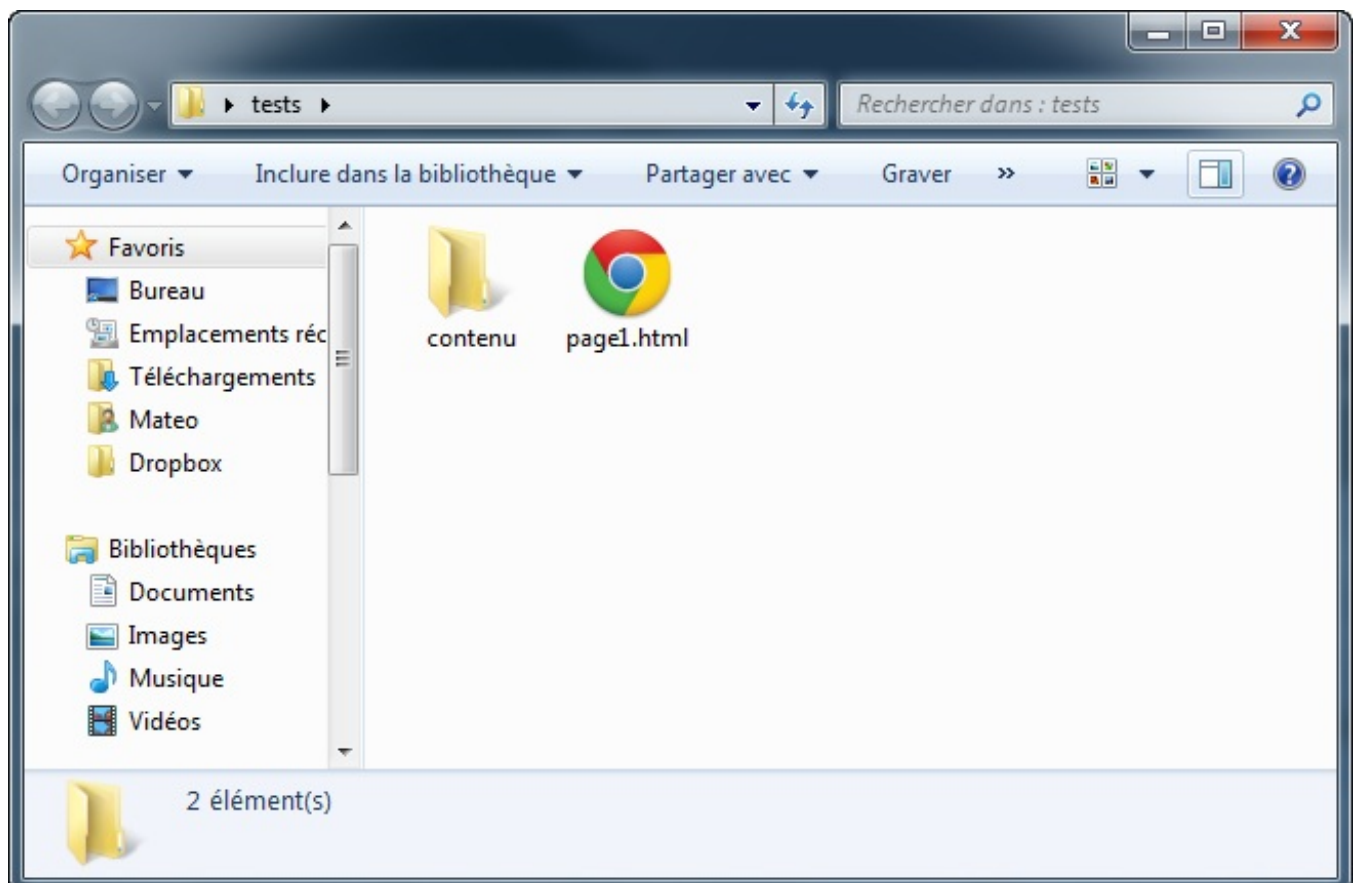 tests
Rechercher dans : tests
Organiser
Inclure dans la bibliothèque
Partager avec
Graver
»
Favoris
Bureau
Emplacements réc
Téléchargements
Mateo
Dropbox
Bibliothèques
Documents
Images
Musique
Vidéos
contenu
page1.html
2 élément(s)